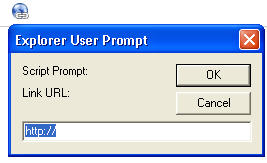 Explorer User Prompt
Script Prompt:
OK
Link URL:
Cancel
http://